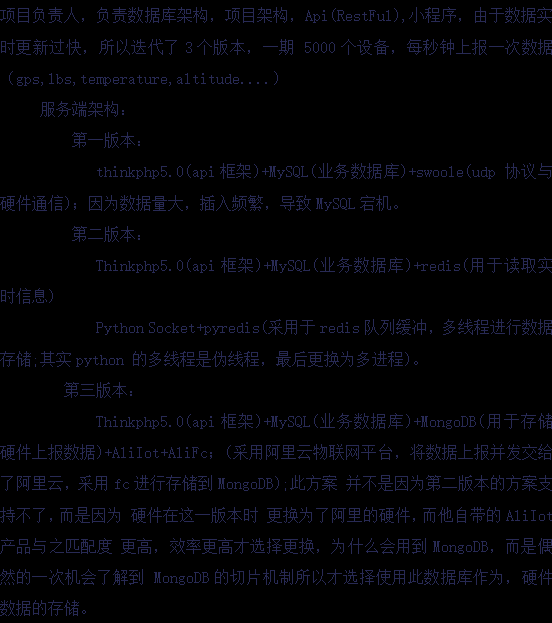 项目负责人，负责数据库架构，项目架构，Api(RestFul),小程序，由于数据实
时更新过快，所以迭代了 3 个版本，一期 5000 个设备，每秒钟上报一次数据
（gps,lbs,temperature,altitude....）
服务端架构：
第一版本：
thinkphp5.0(api 框架)+MySQL(业务数据库)+swoole(udp 协议与
硬件通信)；因为数据量大，插入频繁，导致 MySQL 宕机。
第二版本：
Thinkphp5.0(api 框架)+MySQL(业务数据库)+redis(用于读取实
时信息)
Python Socket+pyredis(采用于 redis 队列缓冲，多线程进行数据
存储;其实 python 的多线程是伪线程，最后更换为多进程)。
第三版本：
Thinkphp5.0(api 框架)+MySQL(业务数据库)+MongoDB(用于存储
硬件上报数据)+AliIot+AliFc；(采用阿里云物联网平台，将数据上报并发交给
了阿里云，采用 fc 进行存储到 MongoDB);此方案 并不是因为第二版本的方案支
持不了，而是因为 硬件在这一版本时 更换为了阿里的硬件，而他自带的 AliIot
产品与之匹配度 更高，效率更高才选择更换，为什么会用到 MongoDB，而是偶
然的一次机会了解到 MongoDB 的切片机制所以才选择使用此数据库作为，硬件
数据的存储。